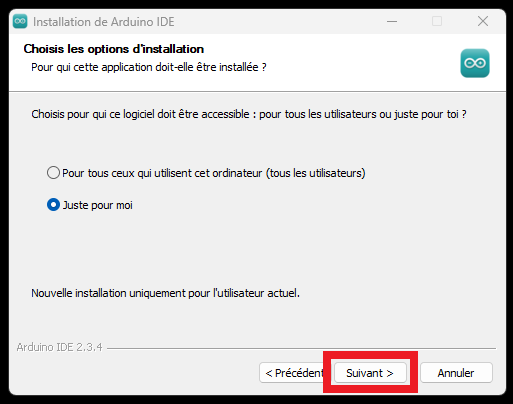 Installation de Arduino IDE
Choisis les options d'installation
Pour qui cette application doit-elle être installée ?
Choisis pour qui ce logiciel doit être accessible : pour tous les utilisateurs ou juste pour toi ?
Pour tous ceux qui utilisent cet ordinateur (tous les utilisateurs)
Juste pour moi
Nouvelle installation uniquement pour l'utilisateur actuel.
Arduino IDE 2.3.4
< Précédent
Suivant >
Annuler